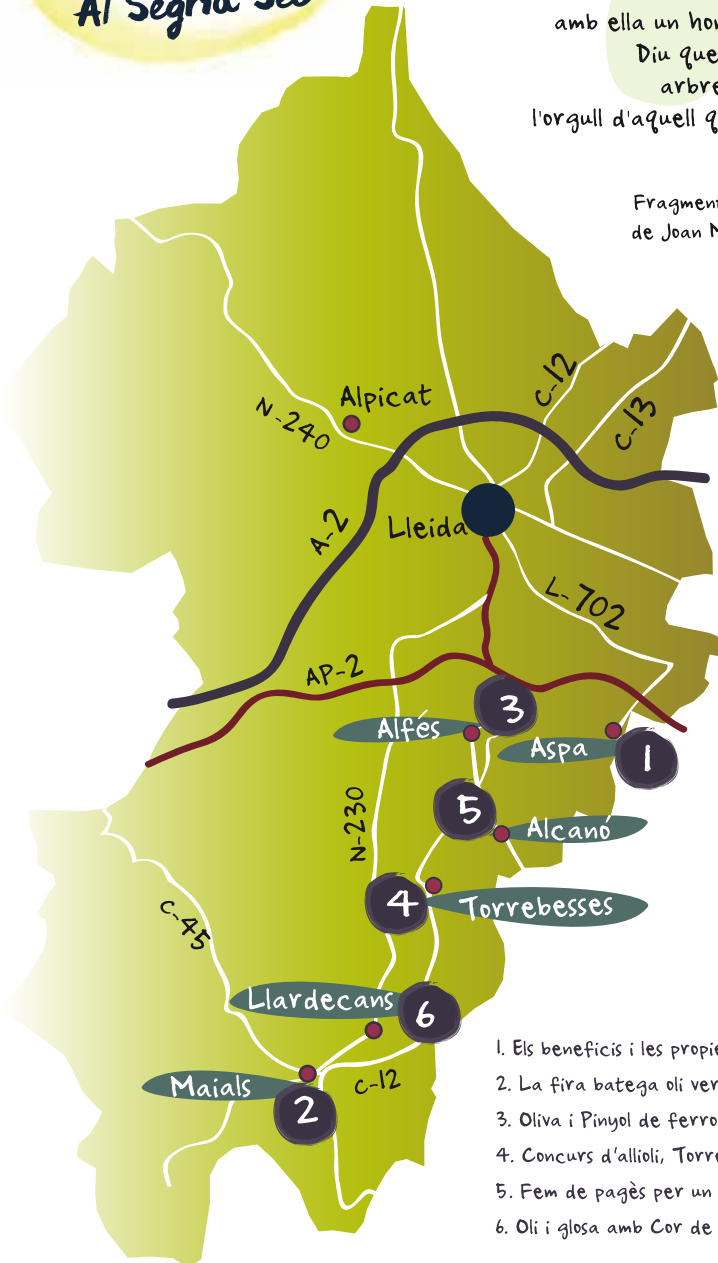 Al Segrià Sec
amb ella un hor
Diu que
arbre
l'orgull d'aquell q
Fragment
de Joan M
C-12
C-13
Alpicat
N-240
A-2
Lleida
L-702
AP-2
3
Alfés
Aspa
1
5
N-230
Alcanó
4
Torrebesses
C-45
Llardecans
6
Maials
C-12
2
1. Els beneficis i les propie
2. La fira batega oli ver
3. Oliva i Pinyol de ferro
4. Concurs d'allioli, Torre
5. Fem de pagès per un
6. Oli i glosa amb Cor de